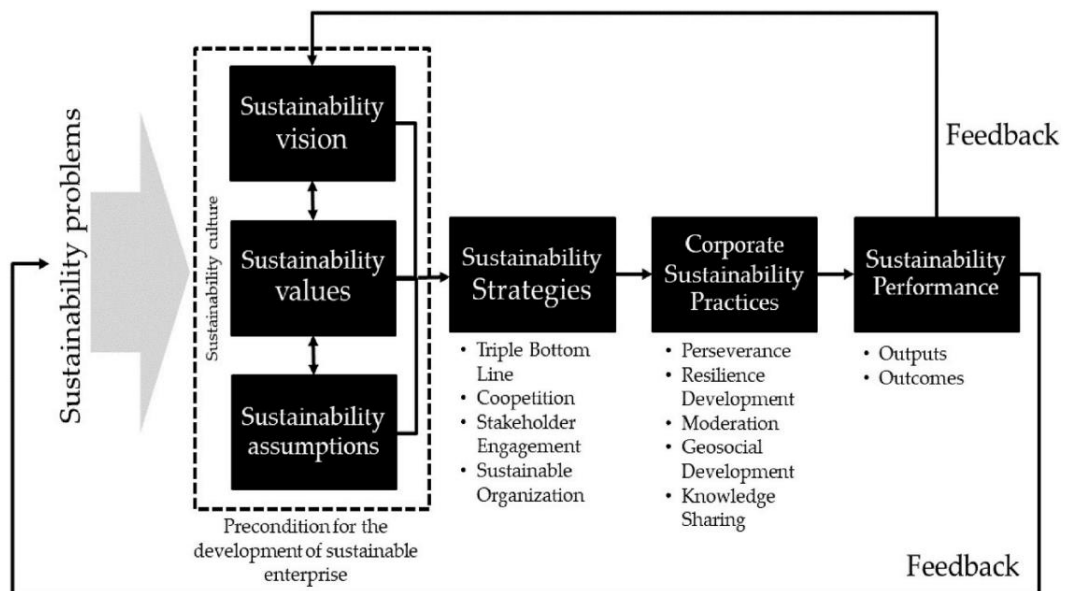 Sustainability problems
Sustainability culture
Sustainability
vision
Sustainability
values
Sustainability
assumptions
Precondition for the
development of sustainable
enterprise
Sustainability
Strategies
• Triple Bottom
Line
• Coopetition
• Stakeholder
Engagement
• Sustainable
Organization
Corporate
Sustainability
Practices
• Perseverance
• Resilience
Development
• Moderation
• Geosocial
Development
• Knowledge
Sharing
Sustainability
Performance
• Outputs
• Outcomes
Feedback
Feedback